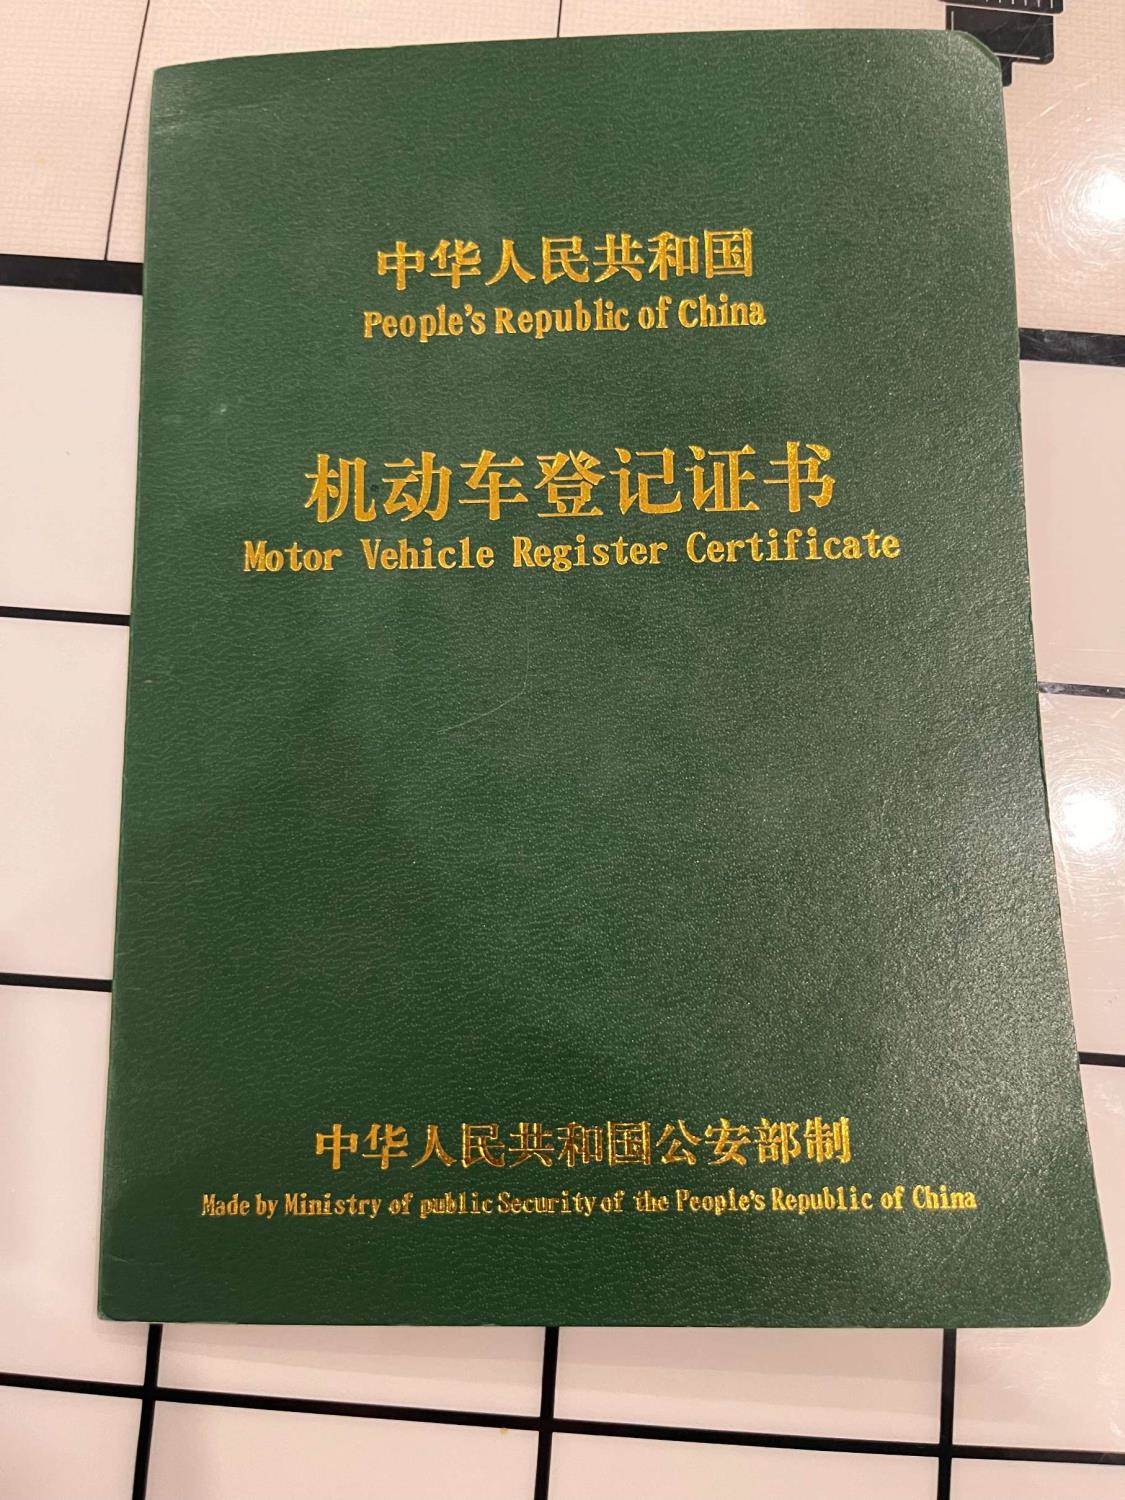 中华人民共和国
People's Republic of China
机动车登记证书
Motor Vehicle Register Certificate
中华人民共和国公安部制
Made by Ministry of public Security of the People's Republic of China